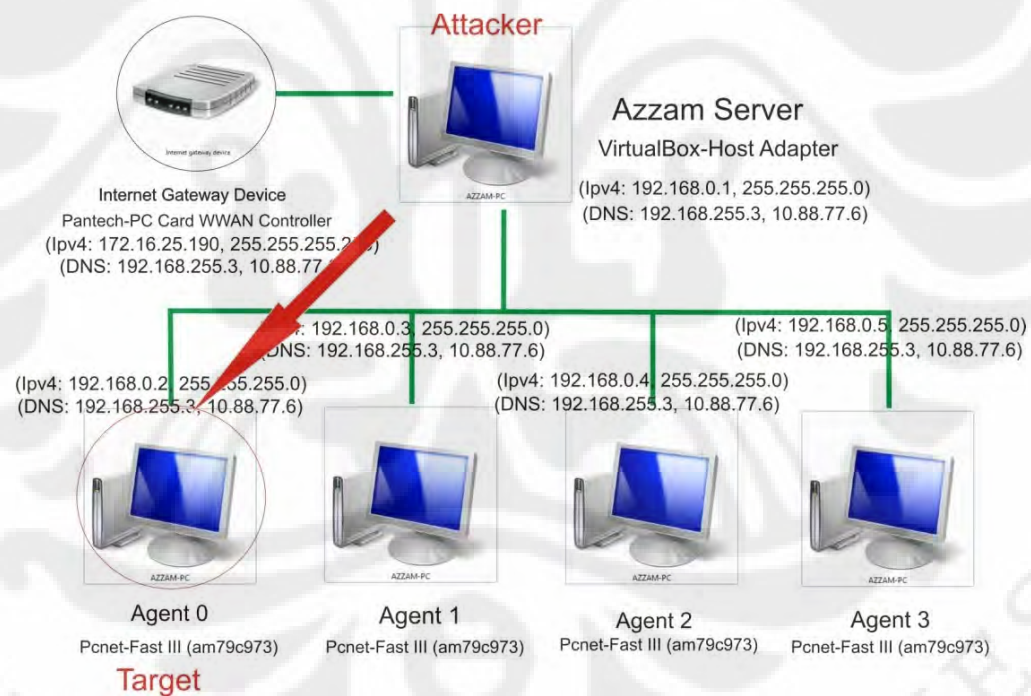 Attacker
Internet gateway device
AZZAM-PC
Azzam Server
VirtualBox-Host Adapter
(Ipv4: 192.168.0.1, 255.255.255.0)
(DNS: 192.168.255.3, 10.88.77.6)
Internet Gateway Device
Pantech-PC Card WWAN Controller
(Ipv4: 172.16.25.190, 255.255.255.2
(DNS: 192.168.255.3, 10.88.77.
192.168.0.3, 255.255.255.0)
DNS: 192.168.255.3, 10.88.77.6)
(Ipv4: 192.168.0.5, 255.255.255.0)
(DNS: 192.168.255.3, 10.88.77.6)
(Ipv4: 192.168.0.2, 255.255.255.0)
(DNS: 192.168.255.3, 10.88.77.6)
(Ipv4: 192.168.0.4, 255.255.255.0)
(DNS: 192.168.255.3, 10.88.77.6)
AZZAM-PC
AZZAM-PC
AZZAM-PC
AZZAM-PC
Agent 0
Pcnet-Fast III (am79c973)
Agent 1
Pcnet-Fast III (am79c973)
Agent 2
Pcnet-Fast III (am79c973)
Agent 3
Pcnet-Fast III (am79c973)
Target